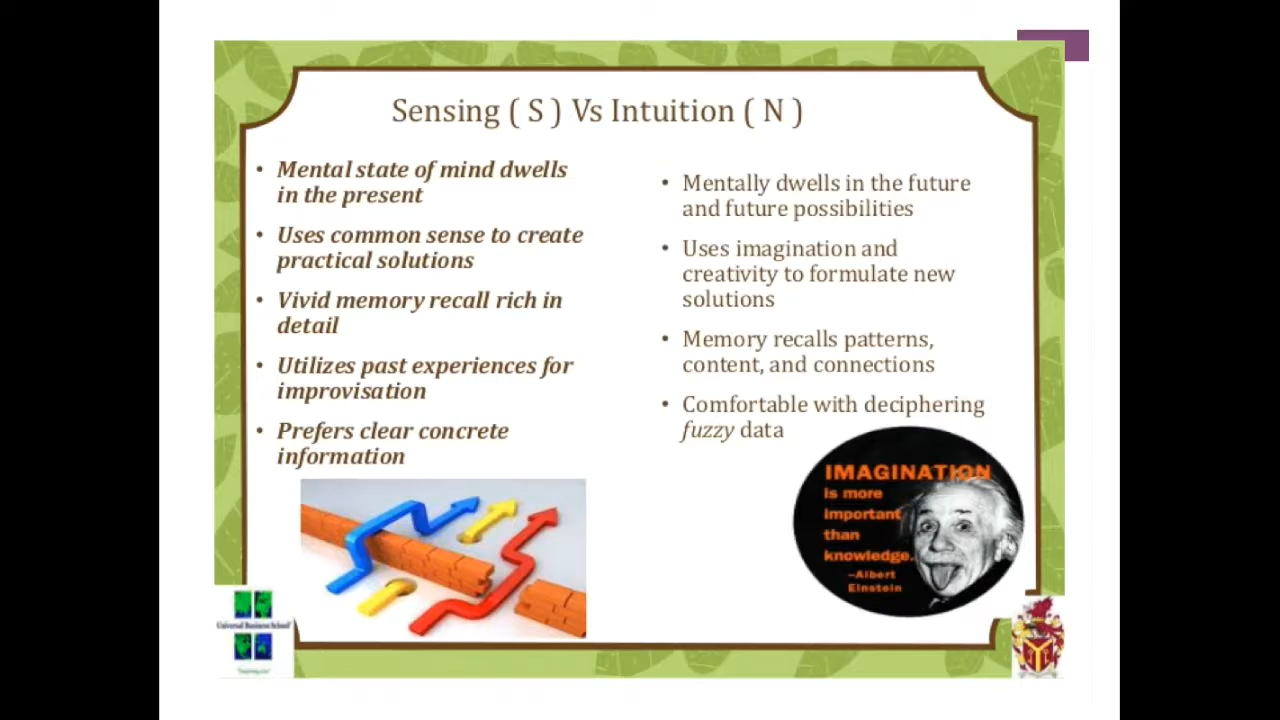 Sensing ( S ) Vs Intuition ( N )
• Mental state of mind dwells
in the present
• Uses common sense to create
practical solutions
• Vivid memory recall rich in
detail
• Utilizes past experiences for
improvisation
• Prefers clear concrete
information
• Mentally dwells in the future
and future possibilities
• Uses imagination and
creativity to formulate new
solutions
• Memory recalls patterns,
content, and connections
• Comfortable with deciphering
fuzzy data
IMAGINATION
is more
important
than
knowledge.
–Albert
Einstein
Universal Business School